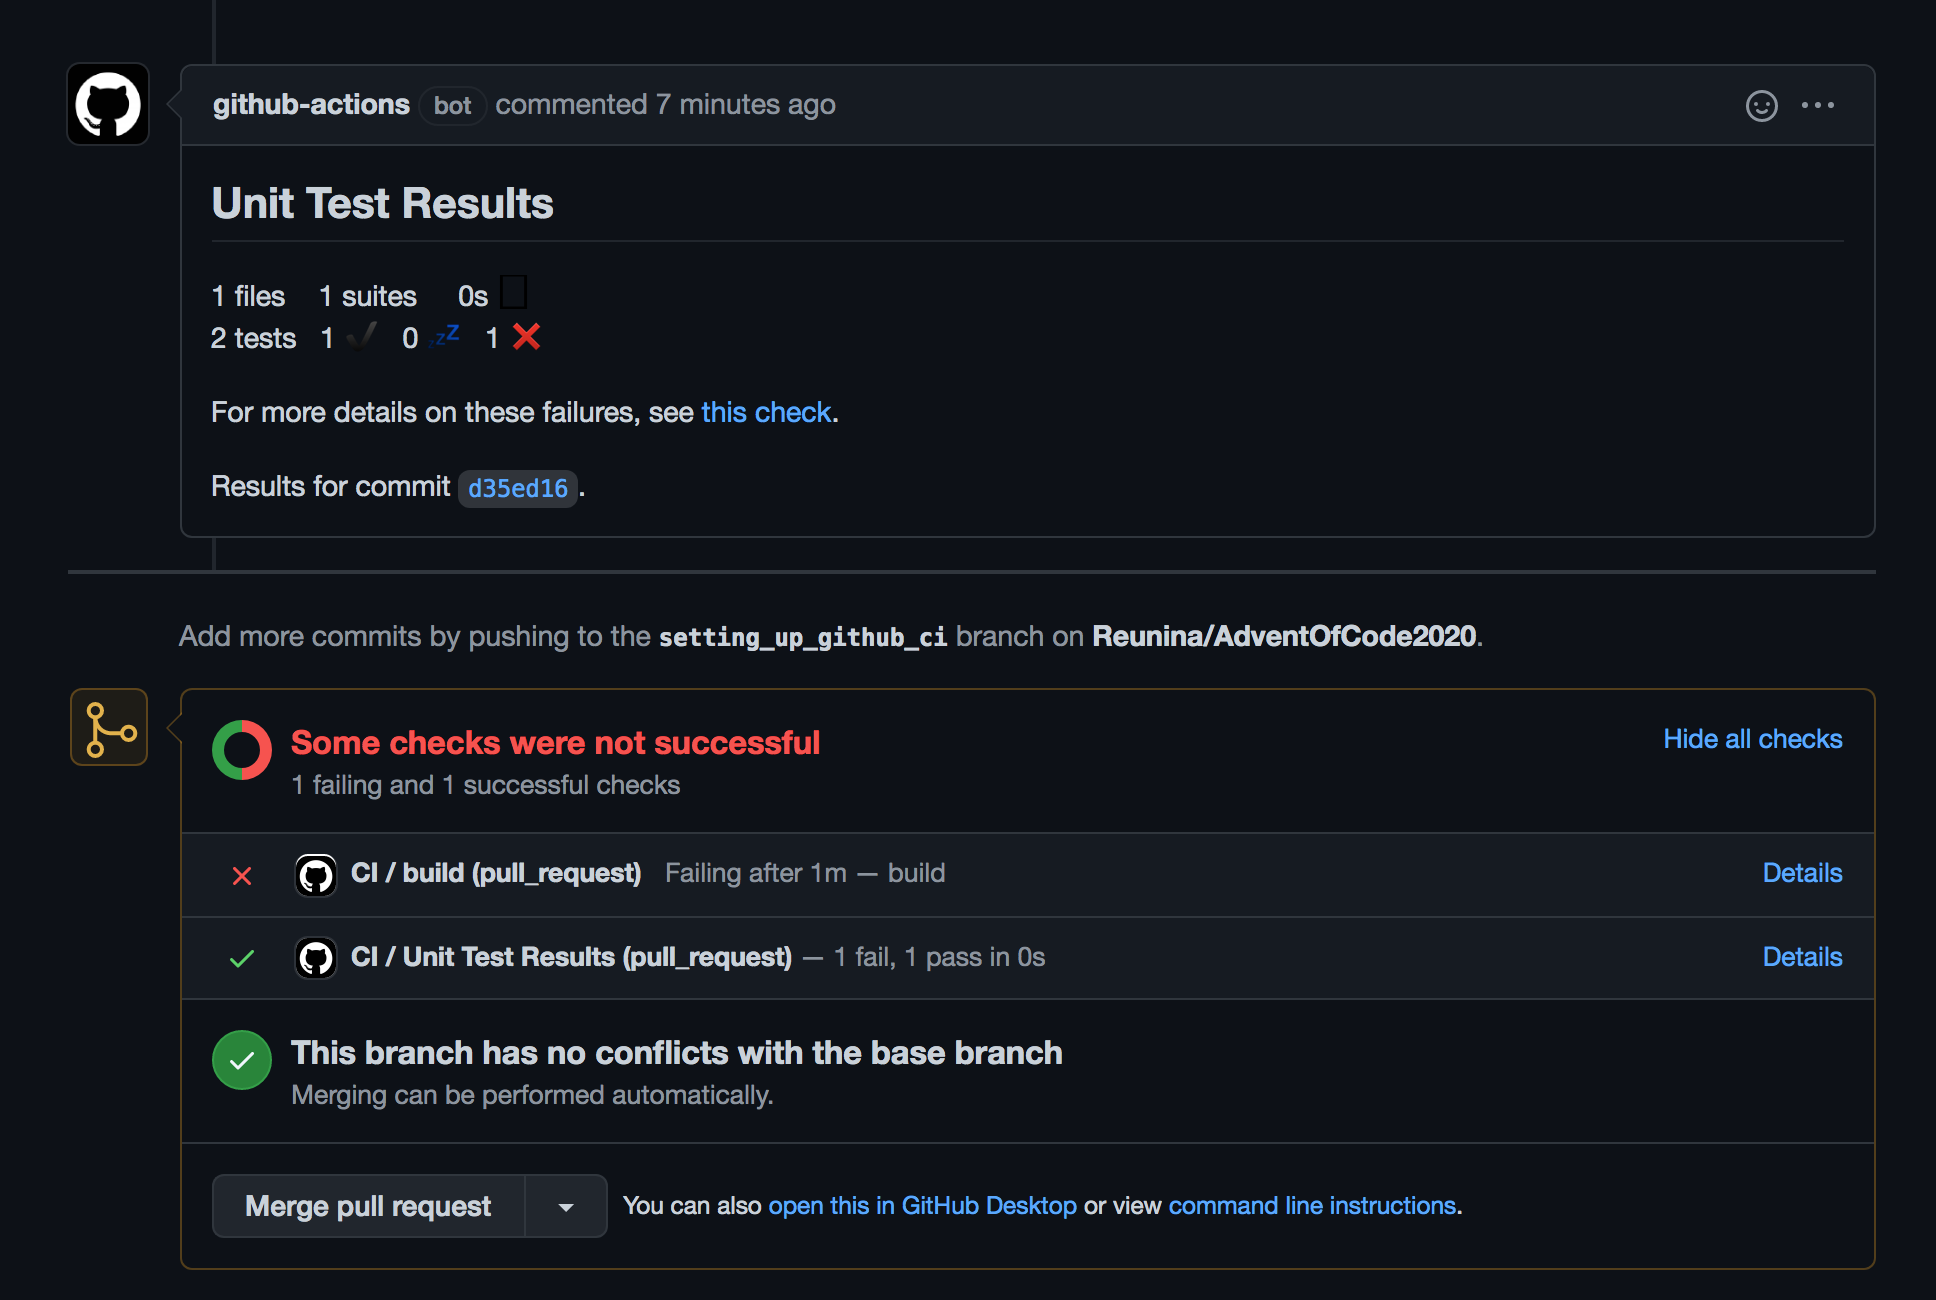 github-actions bot commented 7 minutes ago
Unit Test Results
1 files 1 suites 0s
2 tests 1 ✔ 0 💤 1 ❌
For more details on these failures, see this check.
Results for commit d35ed16.
Add more commits by pushing to the setting_up_github_ci branch on Reunina/AdventOfCode2020.
Some checks were not successful
Hide all checks
1 failing and 1 successful checks
CI / build (pull_request) Failing after 1m — build Details
CI / Unit Test Results (pull_request) — 1 fail, 1 pass in 0s Details
This branch has no conflicts with the base branch
Merging can be performed automatically.
Merge pull request You can also open this in GitHub Desktop or view command line instructions.